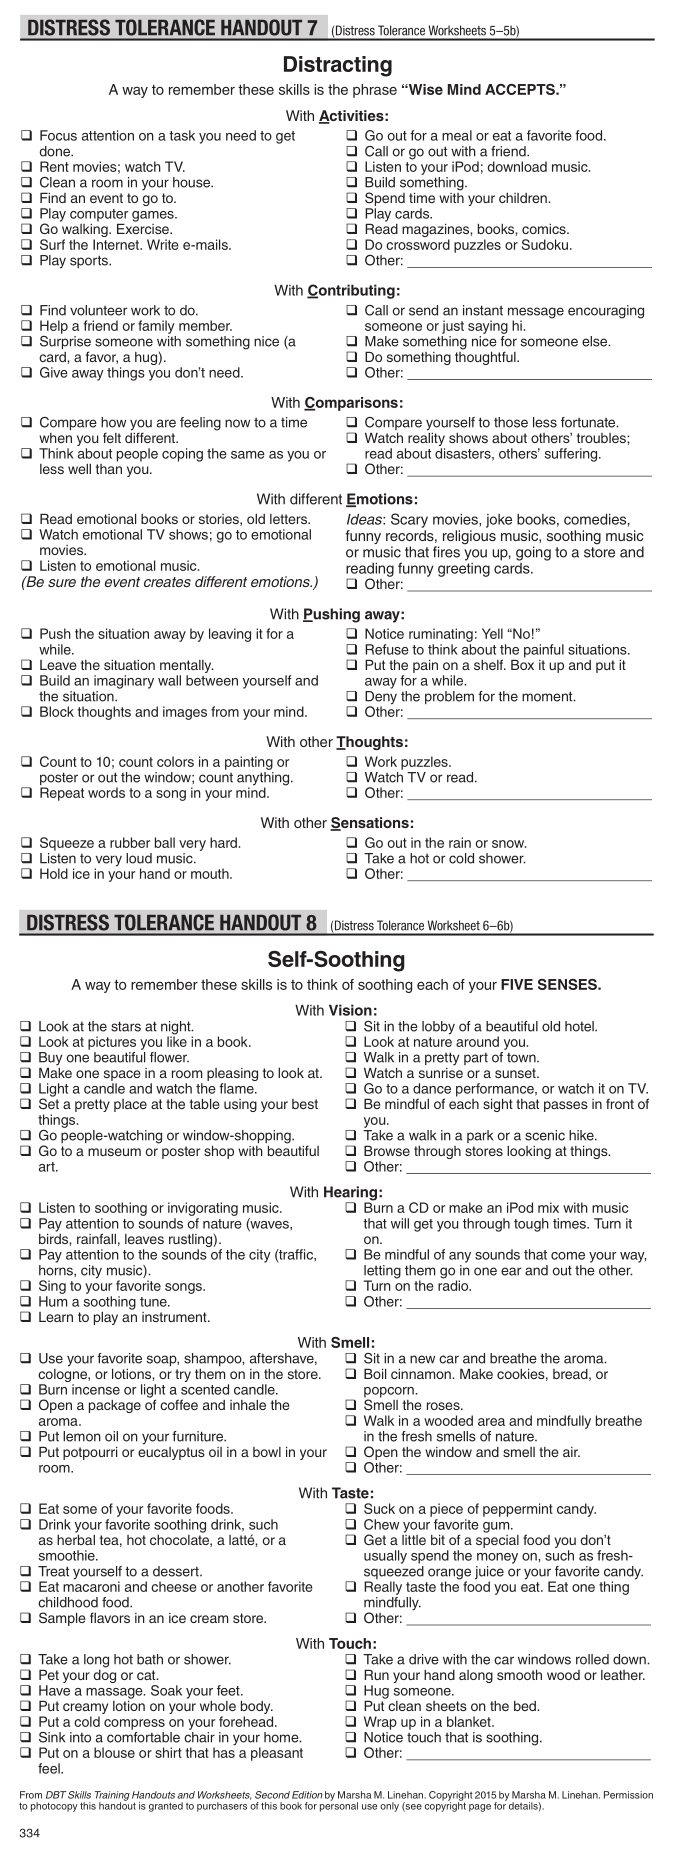 DISTRESS TOLERANCE HANDOUT 7 (Distress Tolerance Worksheets 5–5b)
Distracting
A way to remember these skills is the phrase “Wise Mind ACCEPTS.”
With Activities:
❑ Focus attention on a task you need to get
done.
❑ Rent movies; watch TV.
❑ Clean a room in your house.
❑ Find an event to go to.
❑ Play computer games.
❑ Go walking. Exercise.
❑ Surf the Internet. Write e-mails.
❑ Play sports.
❑ Go out for a meal or eat a favorite food.
❑ Call or go out with a friend.
❑ Listen to your iPod; download music.
❑ Build something.
❑ Spend time with your children.
❑ Play cards.
❑ Read magazines, books, comics.
❑ Do crossword puzzles or Sudoku.
❑ Other:
With Contributing:
❑ Find volunteer work to do.
❑ Help a friend or family member.
❑ Surprise someone with something nice (a
card, a favor, a hug).
❑ Give away things you don’t need.
❑ Call or send an instant message encouraging
someone or just saying hi.
❑ Make something nice for someone else.
❑ Do something thoughtful.
❑ Other:
With Comparisons:
❑ Compare how you are feeling now to a time
when you felt different.
❑ Think about people coping the same as you or
less well than you.
❑ Compare yourself to those less fortunate.
❑ Watch reality shows about others’ troubles;
read about disasters, others’ suffering.
❑ Other:
With different Emotions:
❑ Read emotional books or stories, old letters.
❑ Watch emotional TV shows; go to emotional
movies.
❑ Listen to emotional music.
(Be sure the event creates different emotions.)
Ideas: Scary movies, joke books, comedies,
funny records, religious music, soothing music
or music that fires you up, going to a store and
reading funny greeting cards.
❑ Other:
With Pushing away:
❑ Push the situation away by leaving it for a
while.
❑ Leave the situation mentally.
❑ Build an imaginary wall between yourself and
the situation.
❑ Block thoughts and images from your mind.
❑ Notice ruminating: Yell “No!”
❑ Refuse to think about the painful situations.
❑ Put the pain on a shelf. Box it up and put it
away for a while.
❑ Deny the problem for the moment.
❑ Other:
With other Thoughts:
❑ Count to 10; count colors in a painting or
poster or out the window; count anything.
❑ Repeat words to a song in your mind.
❑ Work puzzles.
❑ Watch TV or read.
❑ Other:
With other Sensations:
❑ Squeeze a rubber ball very hard.
❑ Listen to very loud music.
❑ Hold ice in your hand or mouth.
❑ Go out in the rain or snow.
❑ Take a hot or cold shower.
❑ Other:
DISTRESS TOLERANCE HANDOUT 8 (Distress Tolerance Worksheet 6–6b)
Self-Soothing
A way to remember these skills is to think of soothing each of your FIVE SENSES.
With Vision:
❑ Look at the stars at night.
❑ Look at pictures you like in a book.
❑ Buy one beautiful flower.
❑ Make one space in a room pleasing to look at.
❑ Light a candle and watch the flame.
❑ Set a pretty place at the table using your best
things.
❑ Go people-watching or window-shopping.
❑ Go to a museum or poster shop with beautiful
art.
❑ Sit in the lobby of a beautiful old hotel.
❑ Look at nature around you.
❑ Walk in a pretty part of town.
❑ Watch a sunrise or a sunset.
❑ Go to a dance performance, or watch it on TV.
❑ Be mindful of each sight that passes in front of
you.
❑ Take a walk in a park or a scenic hike.
❑ Browse through stores looking at things.
❑ Other:
With Hearing:
❑ Listen to soothing or invigorating music.
❑ Pay attention to sounds of nature (waves,
birds, rainfall, leaves rustling).
❑ Pay attention to the sounds of the city (traffic,
horns, city music).
❑ Sing to your favorite songs.
❑ Hum a soothing tune.
❑ Learn to play an instrument.
❑ Burn a CD or make an iPod mix with music
that will get you through tough times. Turn it
on.
❑ Be mindful of any sounds that come your way,
letting them go in one ear and out the other.
❑ Turn on the radio.
❑ Other:
With Smell:
❑ Use your favorite soap, shampoo, aftershave,
cologne, or lotions, or try them on in the store.
❑ Burn incense or light a scented candle.
❑ Open a package of coffee and inhale the
aroma.
❑ Put lemon oil on your furniture.
❑ Put potpourri or eucalyptus oil in a bowl in your
room.
❑ Sit in a new car and breathe the aroma.
❑ Boil cinnamon. Make cookies, bread, or
popcorn.
❑ Smell the roses.
❑ Walk in a wooded area and mindfully breathe
in the fresh smells of nature.
❑ Open the window and smell the air.
❑ Other:
With Taste:
❑ Eat some of your favorite foods.
❑ Drink your favorite soothing drink, such
as herbal tea, hot chocolate, a latté, or a
smoothie.
❑ Treat yourself to a dessert.
❑ Eat macaroni and cheese or another favorite
childhood food.
❑ Sample flavors in an ice cream store.
❑ Suck on a piece of peppermint candy.
❑ Chew your favorite gum.
❑ Get a little bit of a special food you don’t
usually spend the money on, such as fresh-
squeezed orange juice or your favorite candy.
❑ Really taste the food you eat. Eat one thing
mindfully.
❑ Other:
With Touch:
❑ Take a long hot bath or shower.
❑ Pet your dog or cat.
❑ Have a massage. Soak your feet.
❑ Put creamy lotion on your whole body.
❑ Put a cold compress on your forehead.
❑ Sink into a comfortable chair in your home.
❑ Put on a blouse or shirt that has a pleasant
feel.
❑ Take a drive with the car windows rolled down.
❑ Run your hand along smooth wood or leather.
❑ Hug someone.
❑ Put clean sheets on the bed.
❑ Wrap up in a blanket.
❑ Notice touch that is soothing.
❑ Other:
From DBT Skills Training Handouts and Worksheets, Second Edition by Marsha M. Linehan. Copyright 2015 by Marsha M. Linehan. Permission
to photocopy this handout is granted to purchasers of this book for personal use only (see copyright page for details).
334